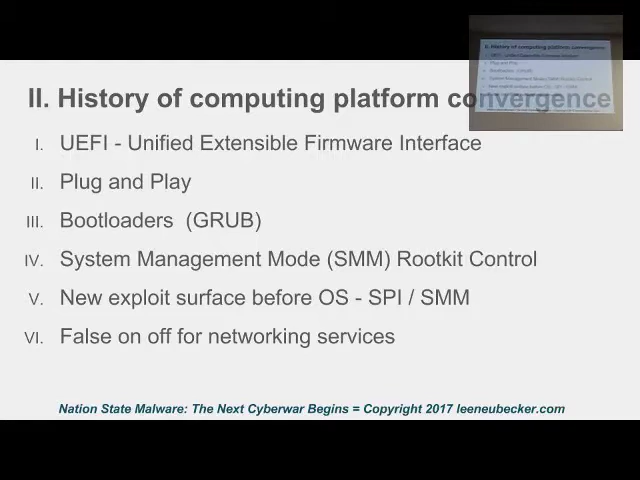 II. History of computing platform convergence
I. UEFI - Unified Extensible Firmware Interface
II. Plug and Play
III. Bootloaders (GRUB)
IV. System Management Mode (SMM) Rootkit Control
V. New exploit surface before OS - SPI / SMM
VI. False on off for networking services
Nation State Malware: The Next Cyberwar Begins = Copyright 2017 leeneubecker.com